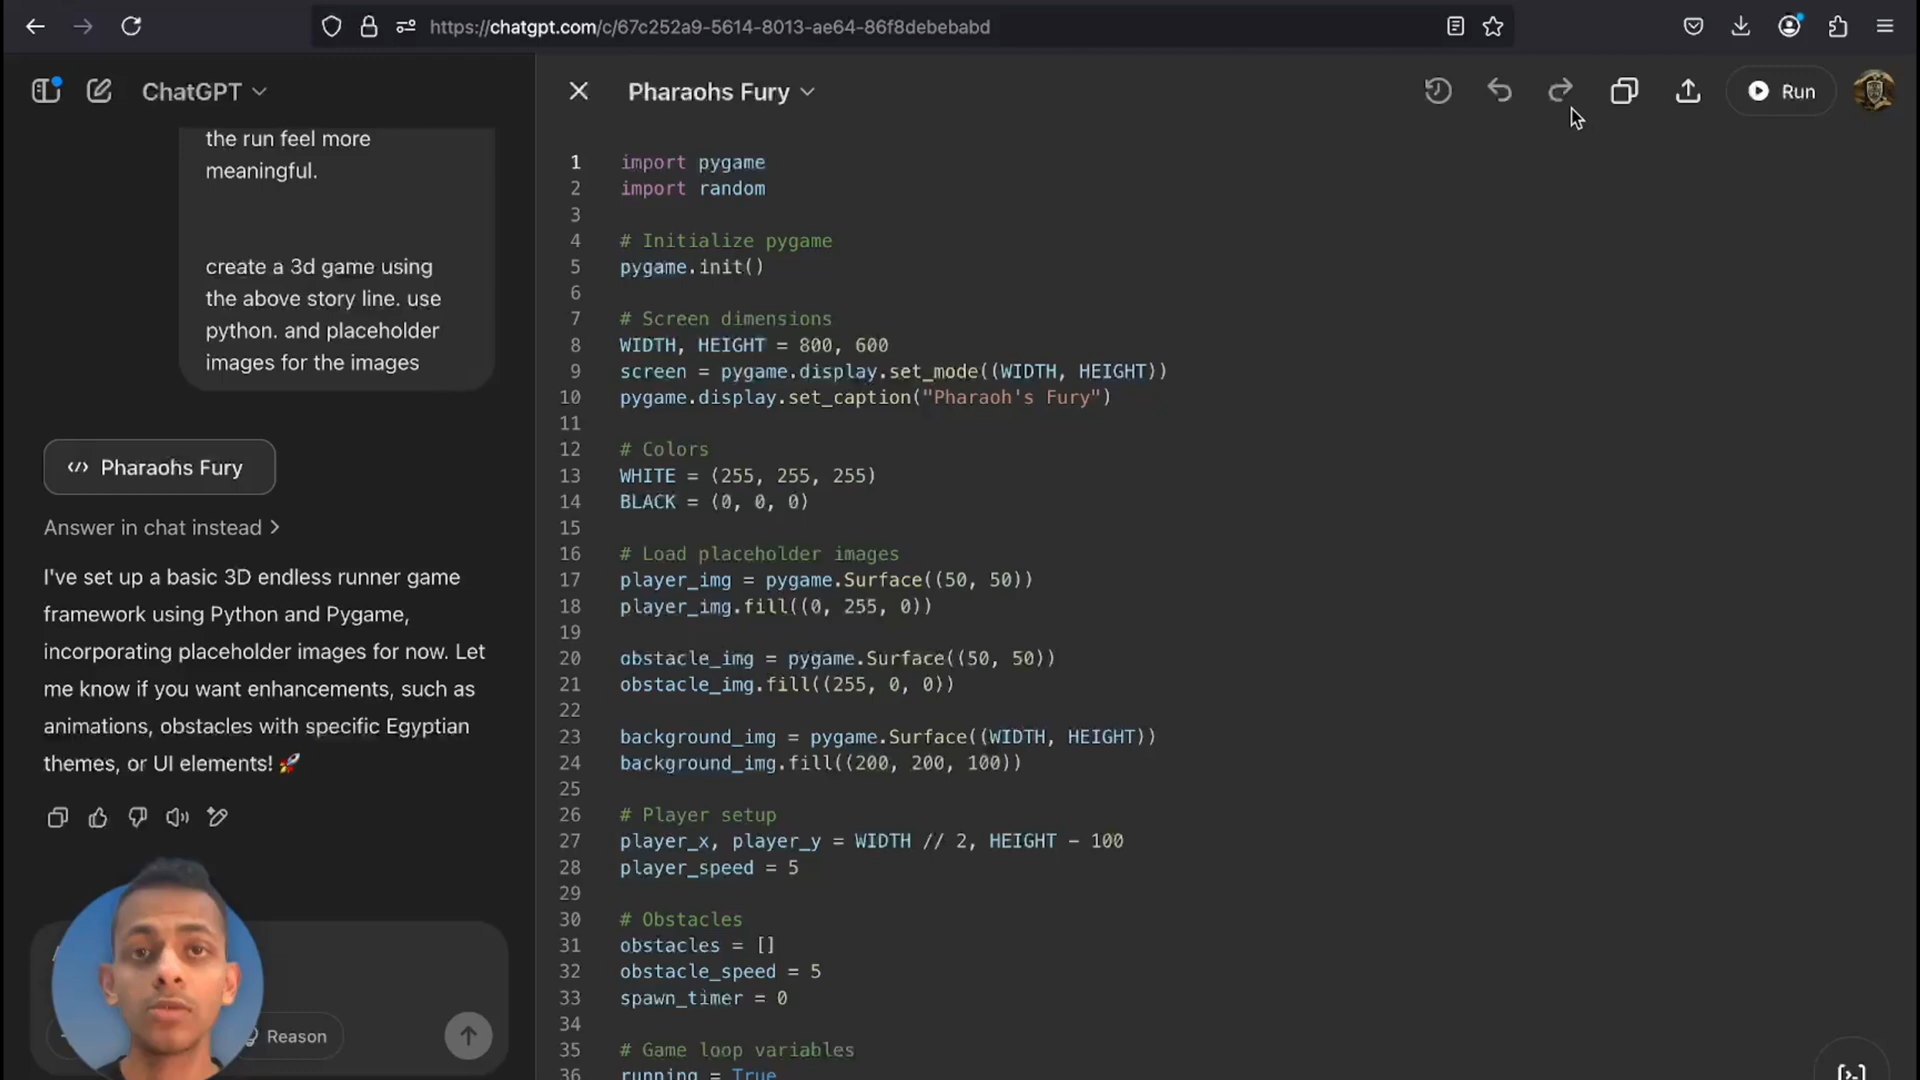 https://chatgpt.com/c/67c252a9-5614-8013-ae64-86f8debebabd
ChatGPT
the run feel more
meaningful.
create a 3d game using
the above story line. use
python. and placeholder
images for the images
Pharaohs Fury
Answer in chat instead
I've set up a basic 3D endless runner game
framework using Python and Pygame,
incorporating placeholder images for now. Let
me know if you want enhancements, such as
animations, obstacles with specific Egyptian
themes, or UI elements! 🚀
Reason
Pharaohs Fury
Run
1 import pygame
2 import random
3
4 # Initialize pygame
5 pygame.init()
6
7 # Screen dimensions
8 WIDTH, HEIGHT = 800, 600
9 screen = pygame.display.set_mode((WIDTH, HEIGHT))
10 pygame.display.set_caption("Pharaoh's Fury")
11
12 # Colors
13 WHITE = (255, 255, 255)
14 BLACK = (0, 0, 0)
15
16 # Load placeholder images
17 player_img = pygame.Surface((50, 50))
18 player_img.fill((0, 255, 0))
19
20 obstacle_img = pygame.Surface((50, 50))
21 obstacle_img.fill((255, 0, 0))
22
23 background_img = pygame.Surface((WIDTH, HEIGHT))
24 background_img.fill((200, 200, 100))
25
26 # Player setup
27 player_x, player_y = WIDTH // 2, HEIGHT - 100
28 player_speed = 5
29
30 # Obstacles
31 obstacles = []
32 obstacle_speed = 5
33 spawn_timer = 0
34
35 # Game loop variables
36 running = True